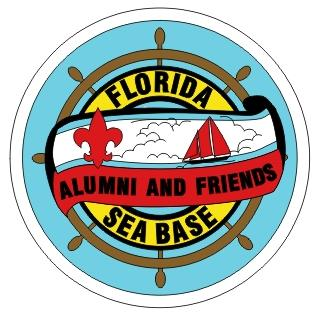 FLORIDA
ALUMNI AND FRIENDS
SEA BASE